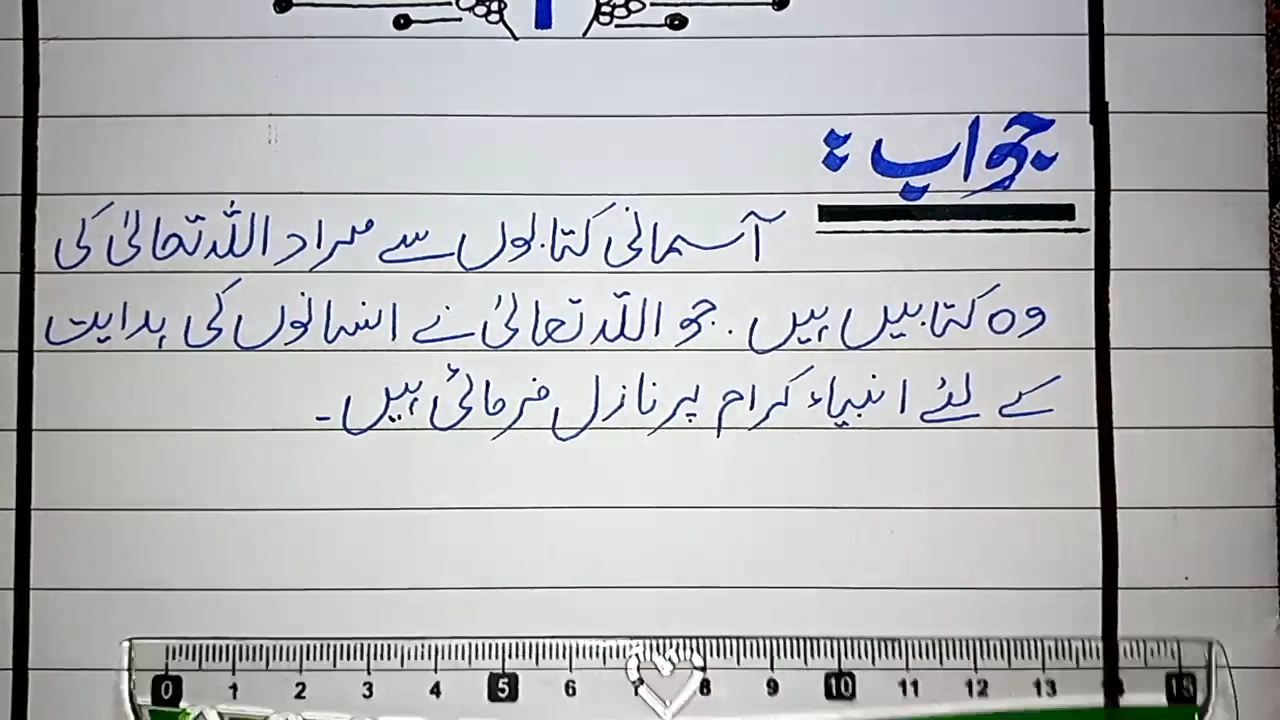 جواب:
آسمانی کتابوں سے مراد اللہ تعالیٰ کی
وہ کتابیں ہیں. جو اللہ تعالیٰ نے انسانوں کی ہدایت
کے لئے انبیاء کرام پر نازل فرمائی ہیں۔
0 1 2 3 4 5 6 7 8 9 10 11 12 13 14 15